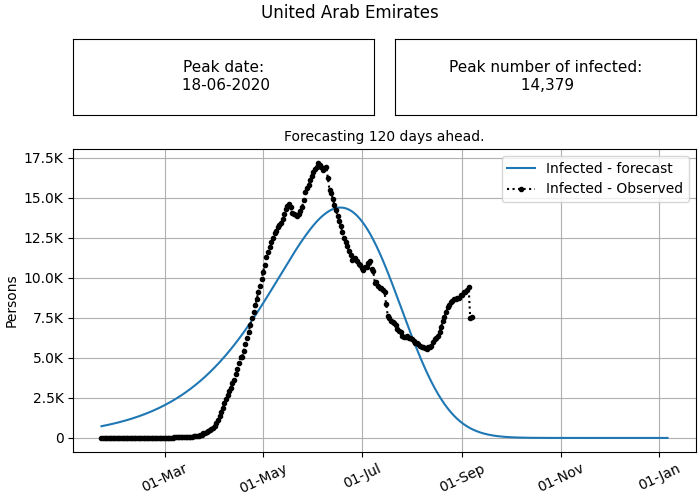 United Arab Emirates
Peak date:
18-06-2020
Peak number of infected:
14,379
Forecasting 120 days ahead.
Infected - forecast
Infected - Observed
Persons
17.5K
15.0K
12.5K
10.0K
7.5K
5.0K
2.5K
0
01-Mar
01-May
01-Jul
01-Sep
01-Nov
01-Jan